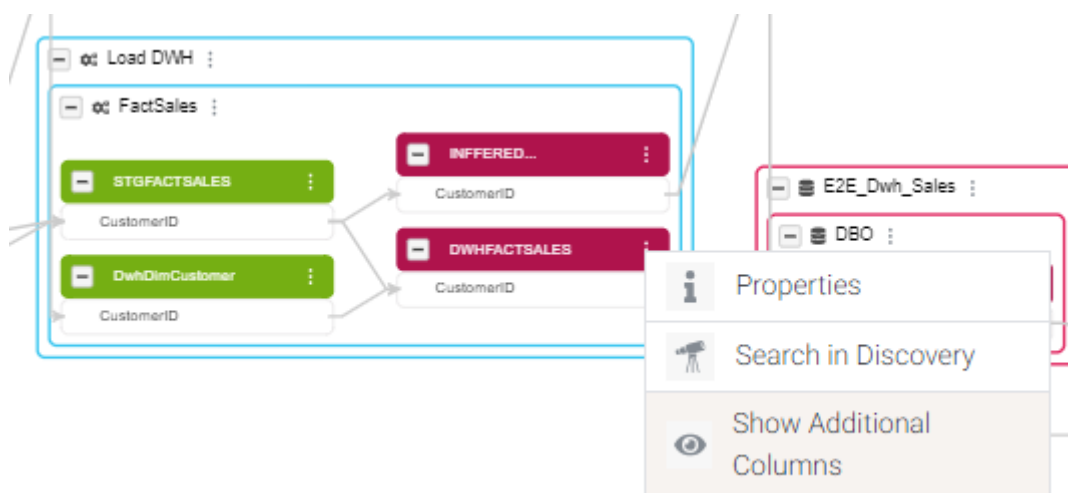 Load DWH
FactSales
INFFERED...
STGFACTSALES
CustomerID
CustomerID
DWHFACTSALES
DwhDimCustomer
CustomerID
CustomerID
E2E_Dwh_Sales
DBO
Properties
Search in Discovery
Show Additional
Columns